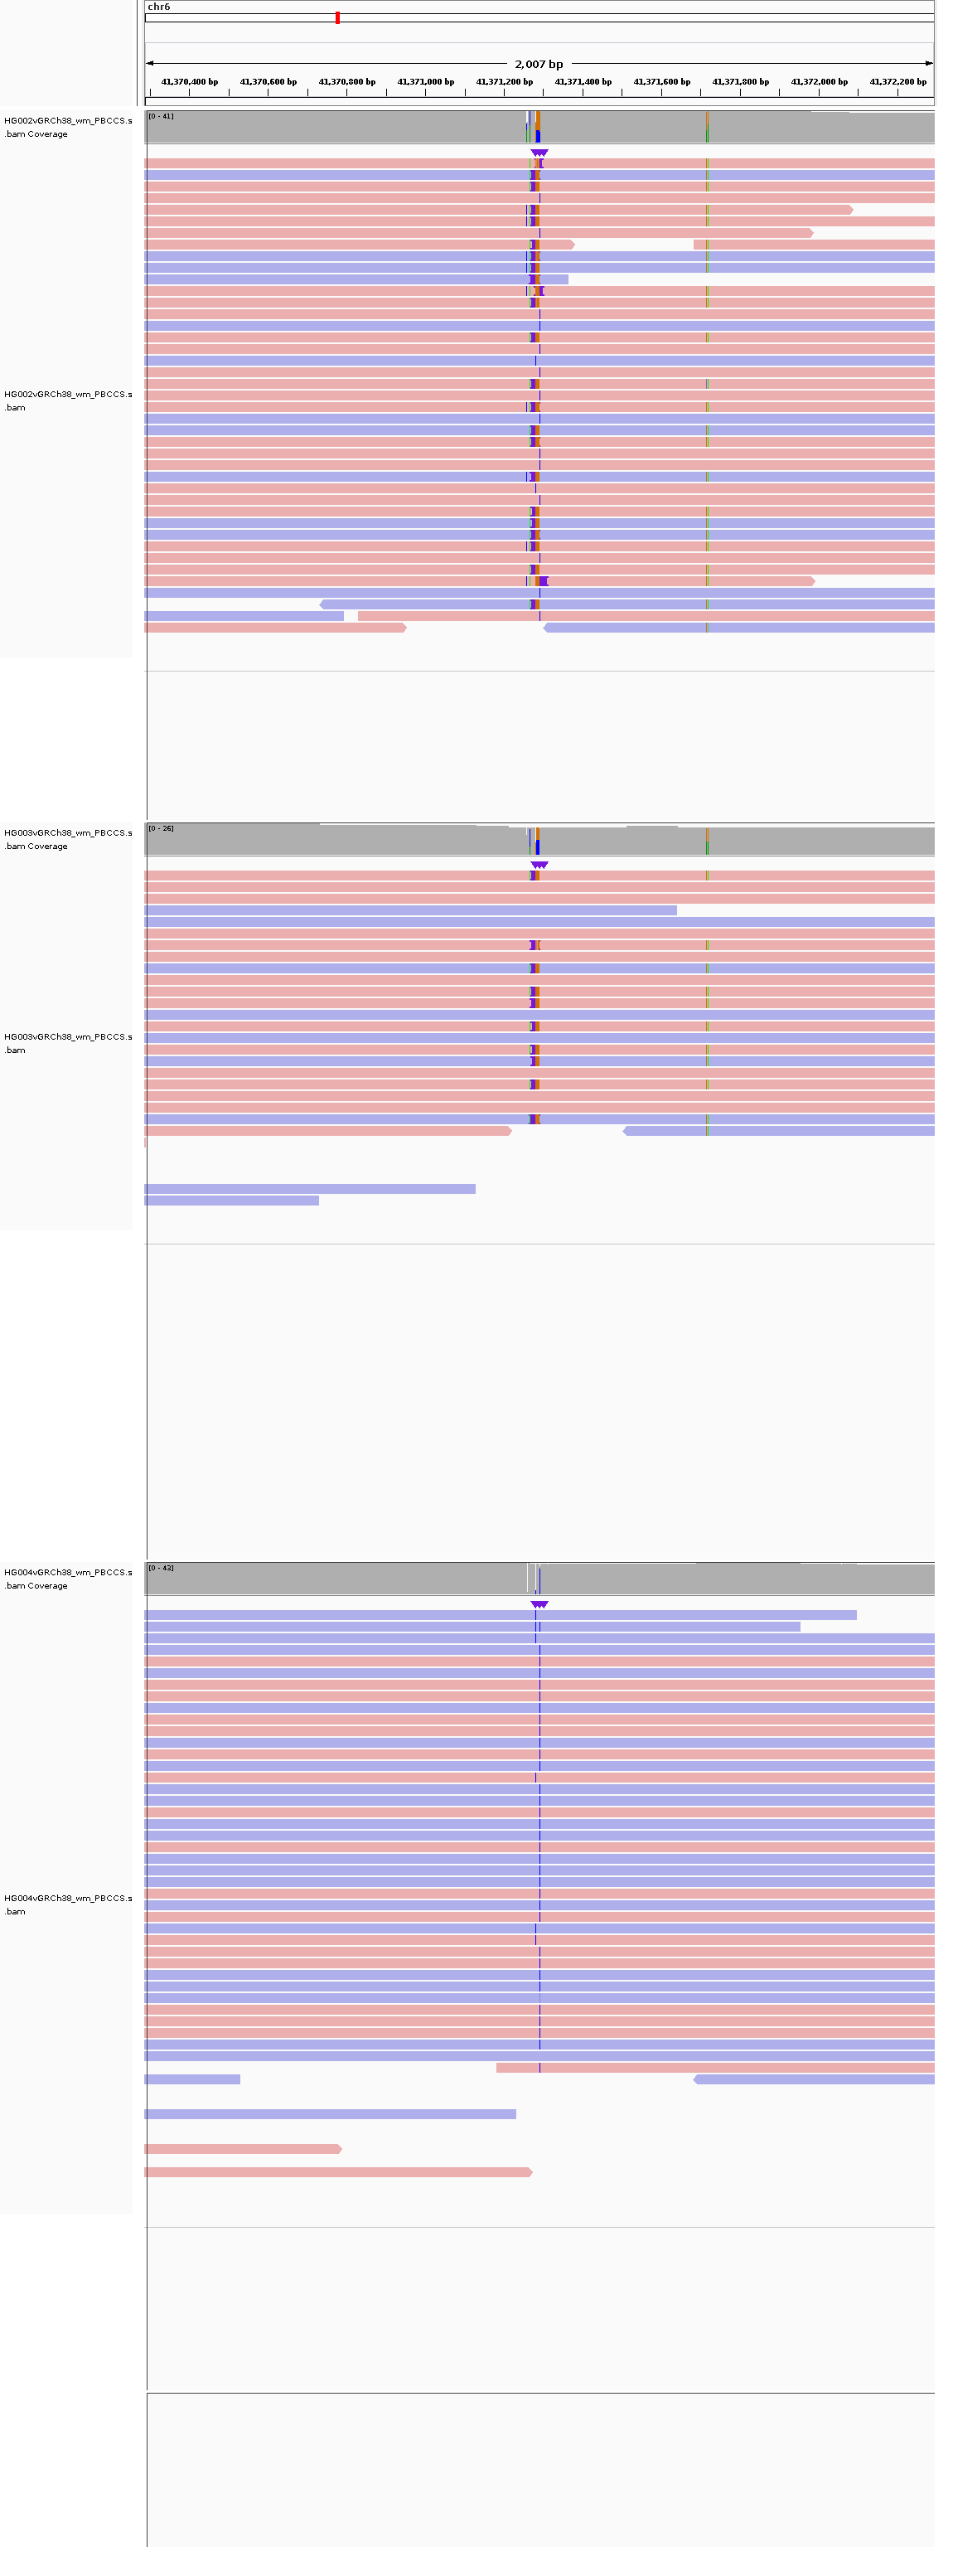 chr6
2,007 bp
41,370,400 bp 41,370,600 bp 41,370,800 bp 41,371,000 bp 41,371,200 bp 41,371,400 bp 41,371,600 bp 41,371,800 bp 41,372,000 bp 41,372,200 bp
HG002vGRCh38_wm_PBCCS.s
.bam Coverage
[0 - 41]
HG002vGRCh38_wm_PBCCS.s
.bam
HG003vGRCh38_wm_PBCCS.s
.bam Coverage
[0 - 26]
HG003vGRCh38_wm_PBCCS.s
.bam
HG004vGRCh38_wm_PBCCS.s
.bam Coverage
[0 - 43]
HG004vGRCh38_wm_PBCCS.s
.bam